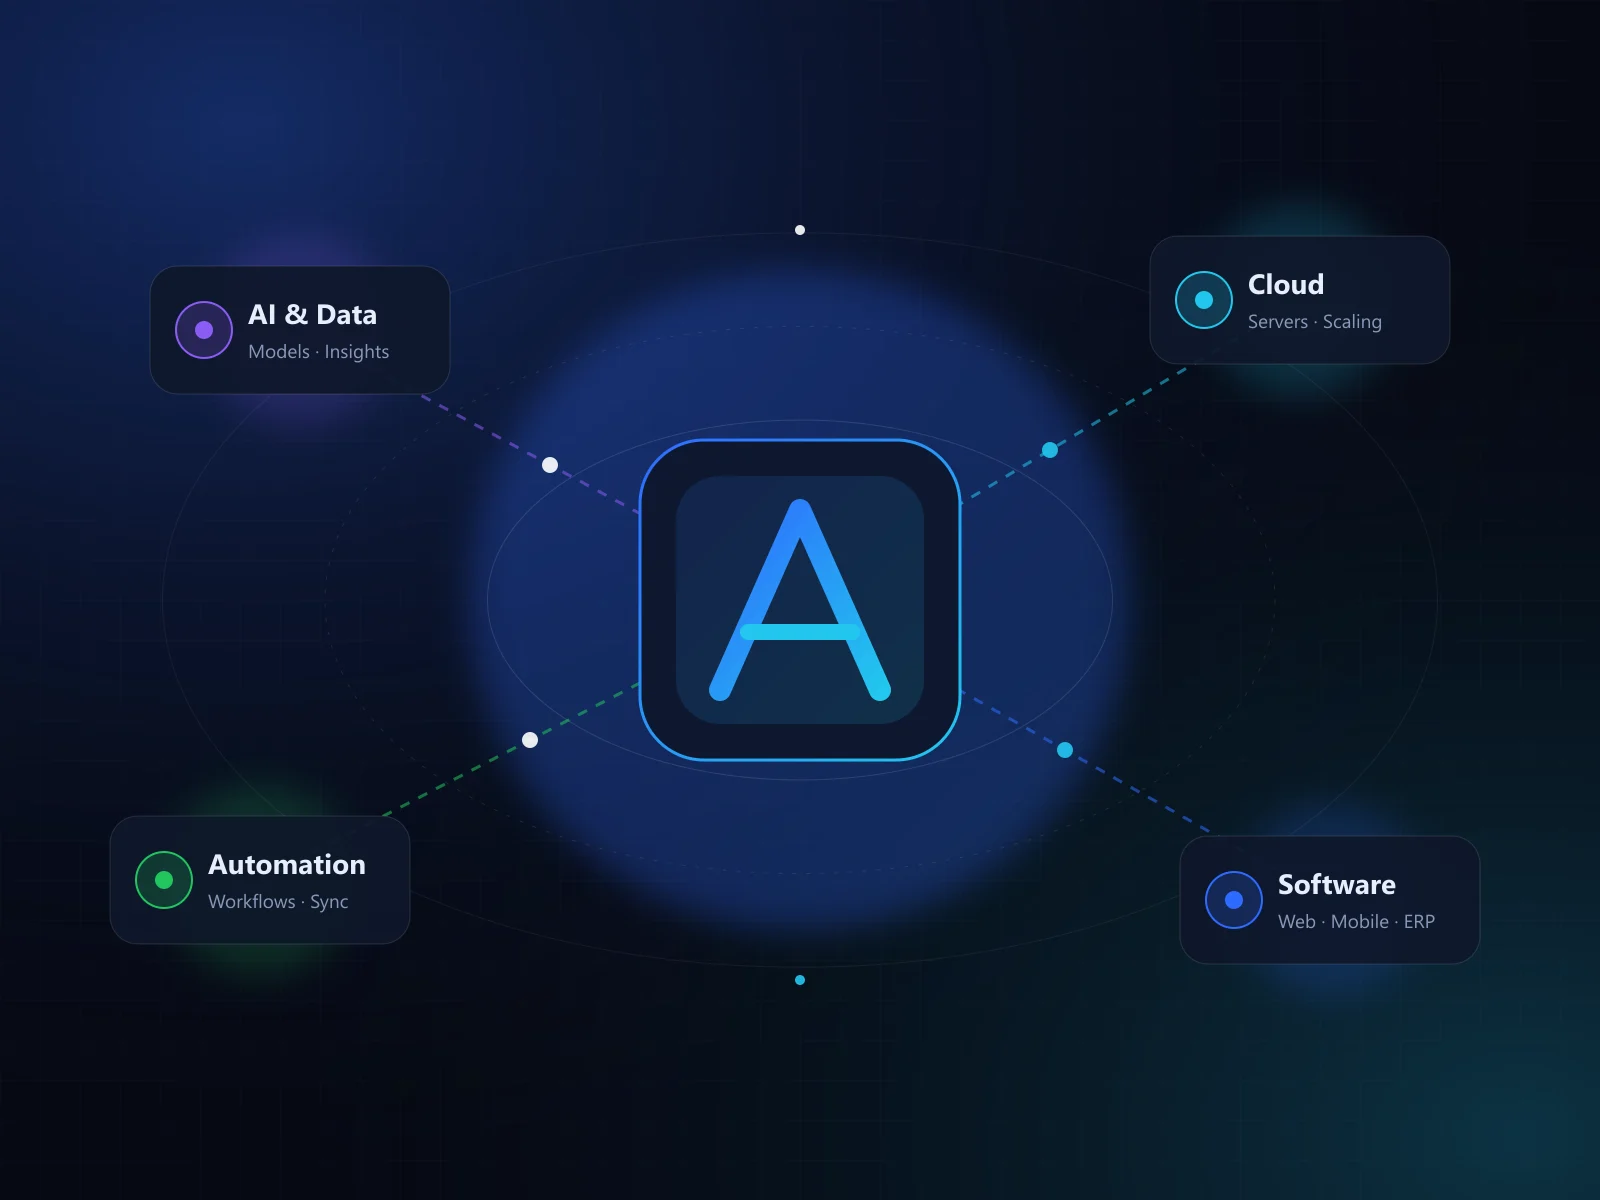 Cloud
Servers · Scaling
AI & Data
Models · Insights
A
Automation
Workflows · Sync
Software
Web · Mobile · ERP